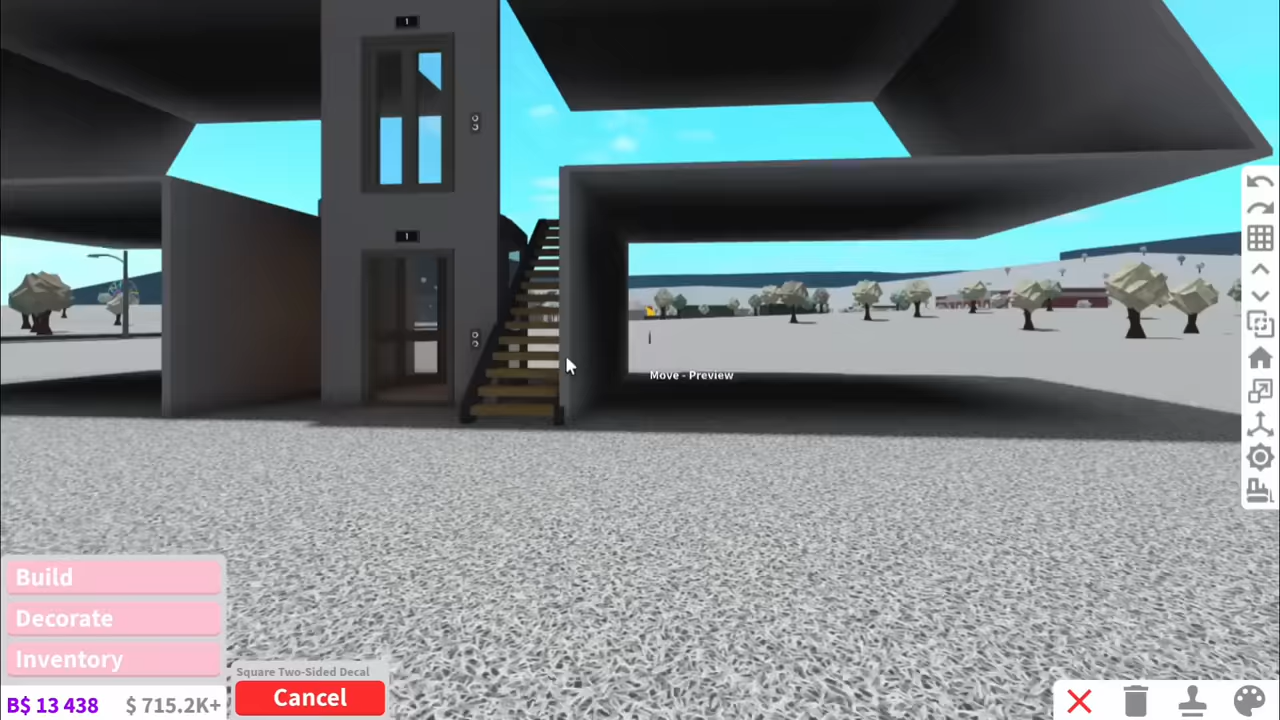 1
1
Move - Preview
Build
Decorate
Inventory
Square Two-Sided Decal
Cancel
B$ 13 438
$ 715.2K+